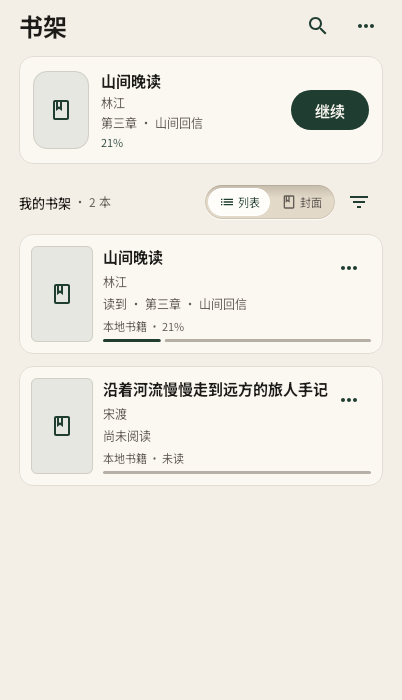 书架
山间晚读
林江
第三章 · 山间回信
21%
继续
我的书架 · 2 本
列表
封面
山间晚读
林江
读到 · 第三章 · 山间回信
本地书籍 · 21%
沿着河流慢慢走到远方的旅人手记
宋渡
尚未阅读
本地书籍 · 未读